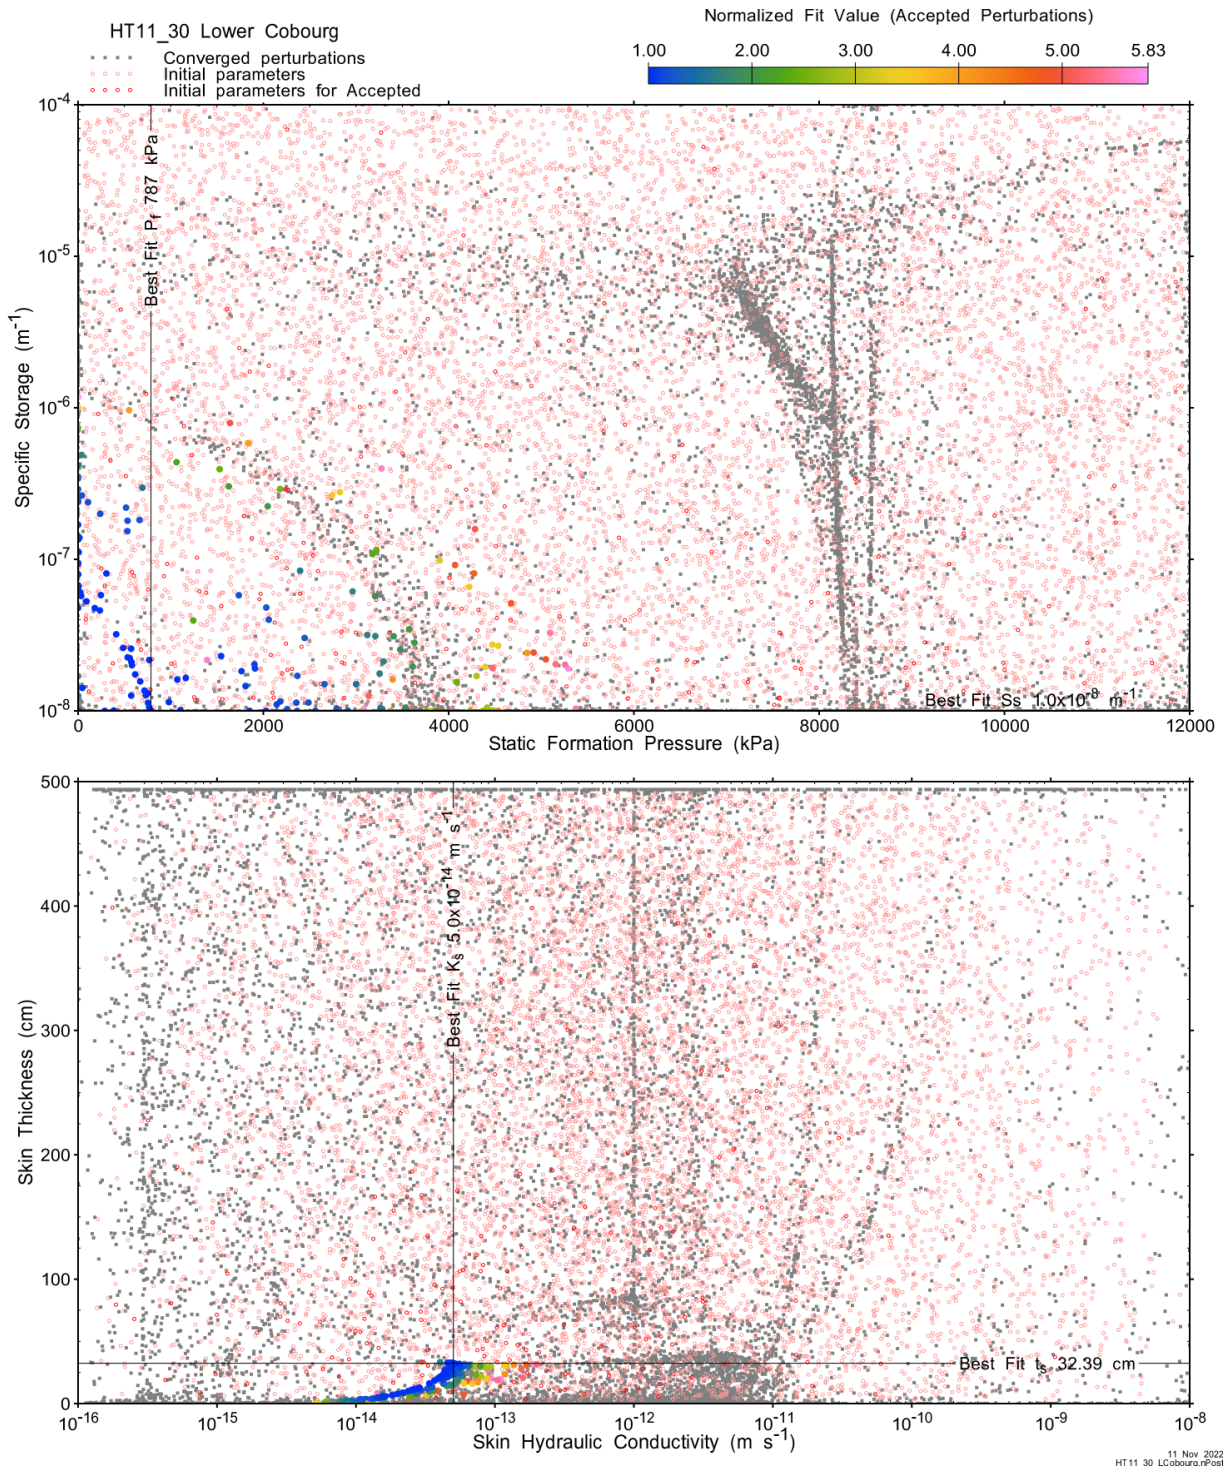 Normalized Fit Value (Accepted Perturbations)
HT11_30 Lower Cobourg
1.00 2.00 3.00 4.00 5.00 5.83
Converged perturbations
Initial parameters
Initial parameters for Accepted
10⁻⁴
10⁻⁵
10⁻⁶
10⁻⁷
10⁻⁸
Specific Storage (m⁻¹)
Best Fit P_f 787 kPa
Best Fit Ss 1.0x10⁻⁸ m⁻¹
0 2000 4000 6000 8000 10000 12000
Static Formation Pressure (kPa)
500
400
300
200
100
0
Skin Thickness (cm)
Best Fit K_s 5.0x10⁻¹⁴ m s⁻¹
Best Fit t_s 32.39 cm
10⁻¹⁶ 10⁻¹⁵ 10⁻¹⁴ 10⁻¹³ 10⁻¹² 10⁻¹¹ 10⁻¹⁰ 10⁻⁹ 10⁻⁸
Skin Hydraulic Conductivity (m s⁻¹)
11 Nov 2022
HT11_30_LCobourg.nPost